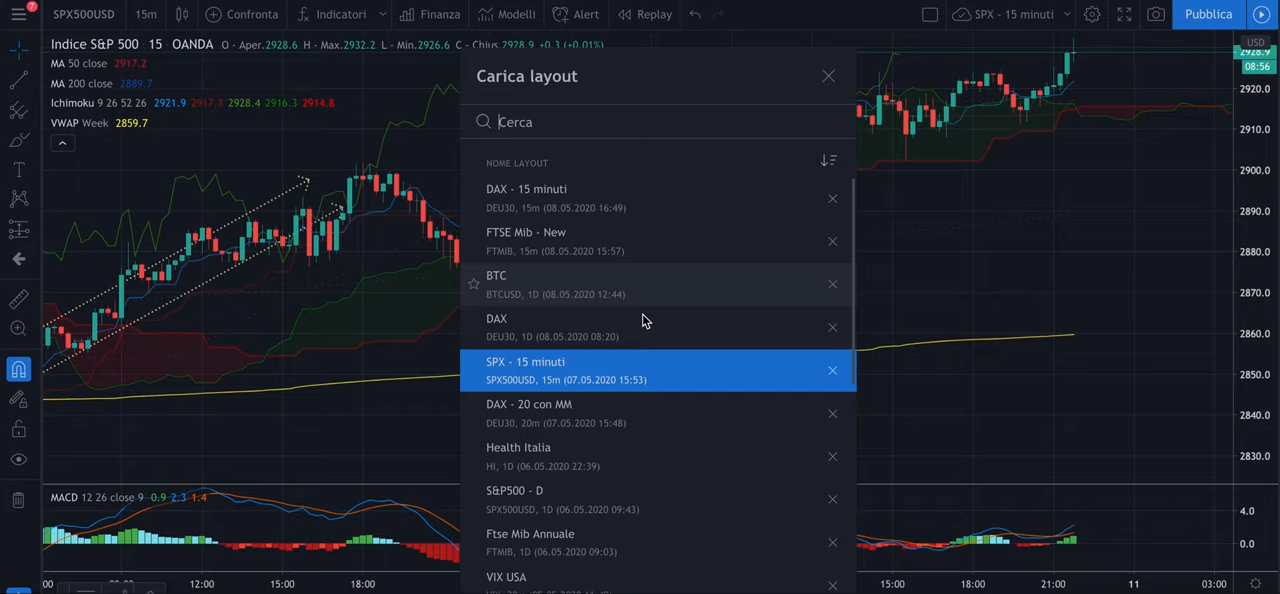 7
SPX500USD 15m Confronta Indicatori Finanza Modelli Alert Replay SPX - 15 minuti Pubblica
Indice S&P 500 · 15 OANDA O - Aper.2928.6 H - Max.2932.2 L - Min.2926.6 C - Chius.2928.9 +0.3 (+0.01%)
MA 50 close 2917.2
MA 200 close 2889.7
Ichimoku 9 26 52 26 2921.9 2917.3 2928.4 2916.3 2914.8
VWAP Week 2859.7
Carica layout
Cerca
NOME LAYOUT
DAX - 15 minuti
DEU30, 15m (08.05.2020 16:49)
FTSE Mib - New
FTMIB, 15m (08.05.2020 15:57)
BTC
BTCUSD, 1D (08.05.2020 12:44)
DAX
DEU30, 1D (08.05.2020 08:20)
SPX - 15 minuti
SPX500USD, 15m (07.05.2020 15:53)
DAX - 20 con MM
DEU30, 20m (07.05.2020 15:48)
Health Italia
HI, 1D (06.05.2020 22:39)
S&P500 - D
SPX500USD, 1D (06.05.2020 09:43)
Ftse Mib Annuale
FTMIB, 1D (06.05.2020 09:03)
VIX USA
USD
2928.9
08:56
2920.0
2910.0
2900.0
2890.0
2880.0
2870.0
2860.0
2850.0
2840.0
2830.0
MACD 12 26 close 9 0.9 2.3 1.4
4.0
0.0
12:00 15:00 18:00 15:00 18:00 21:00 11 03:00